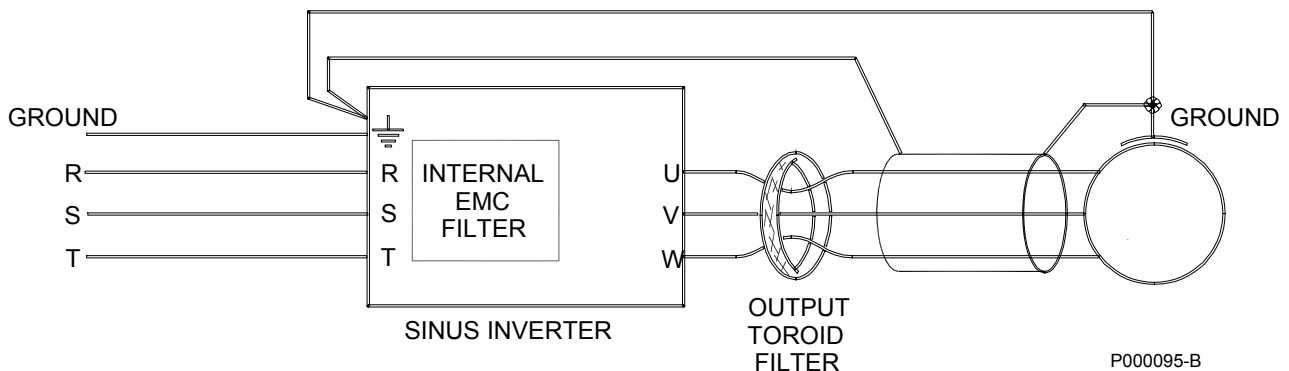 GROUND
R
S
T
R
S
T
INTERNAL
EMC
FILTER
U
V
W
SINUS INVERTER
OUTPUT
TOROID
FILTER
GROUND
P000095-B